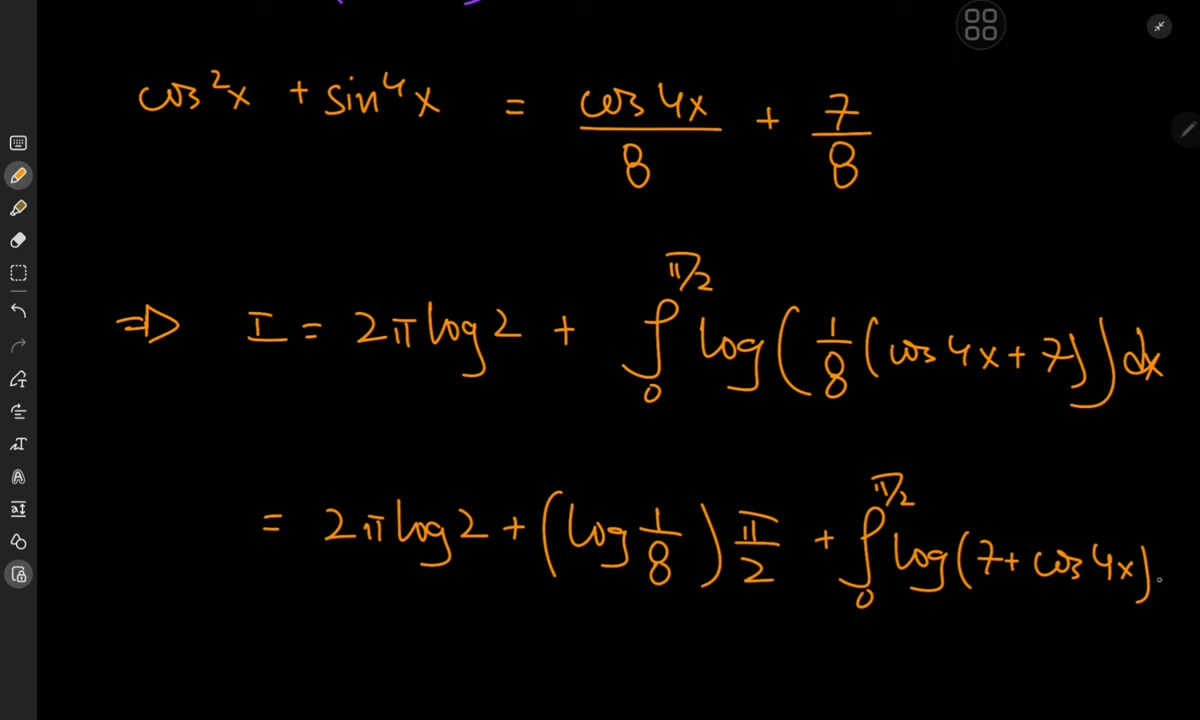 cos²x + sin⁴x = cos 4x/8 + 7/8
⇒ I = 2π log 2 + ∫₀^{π/2} log(1/8 (cos 4x + 7)) dx
= 2π log 2 + (log 1/8) π/2 + ∫₀^{π/2} log(7 + cos 4x)